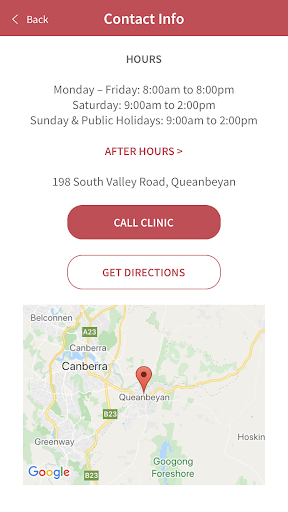 Back
Contact Info
HOURS
Monday – Friday: 8:00am to 8:00pm
Saturday: 9:00am to 2:00pm
Sunday & Public Holidays: 9:00am to 2:00pm
AFTER HOURS >
198 South Valley Road, Queanbeyan
CALL CLINIC
GET DIRECTIONS
Belconnen
A23
Canberra
Canberra
Queanbeyan
B23
Greenway
Hoskin
Googong
Foreshore
B23
Google